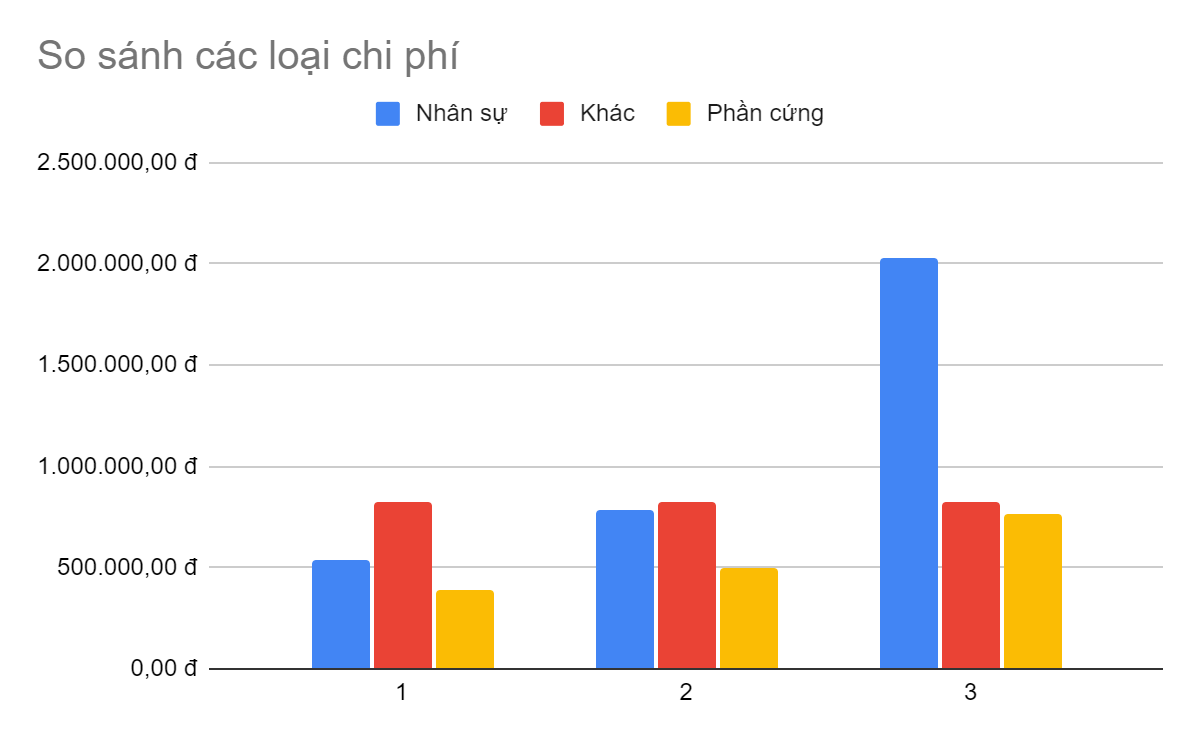 So sánh các loại chi phí
Nhân sự Khác Phần cứng
2.500.000,00 đ
2.000.000,00 đ
1.500.000,00 đ
1.000.000,00 đ
500.000,00 đ
0,00 đ
1 2 3